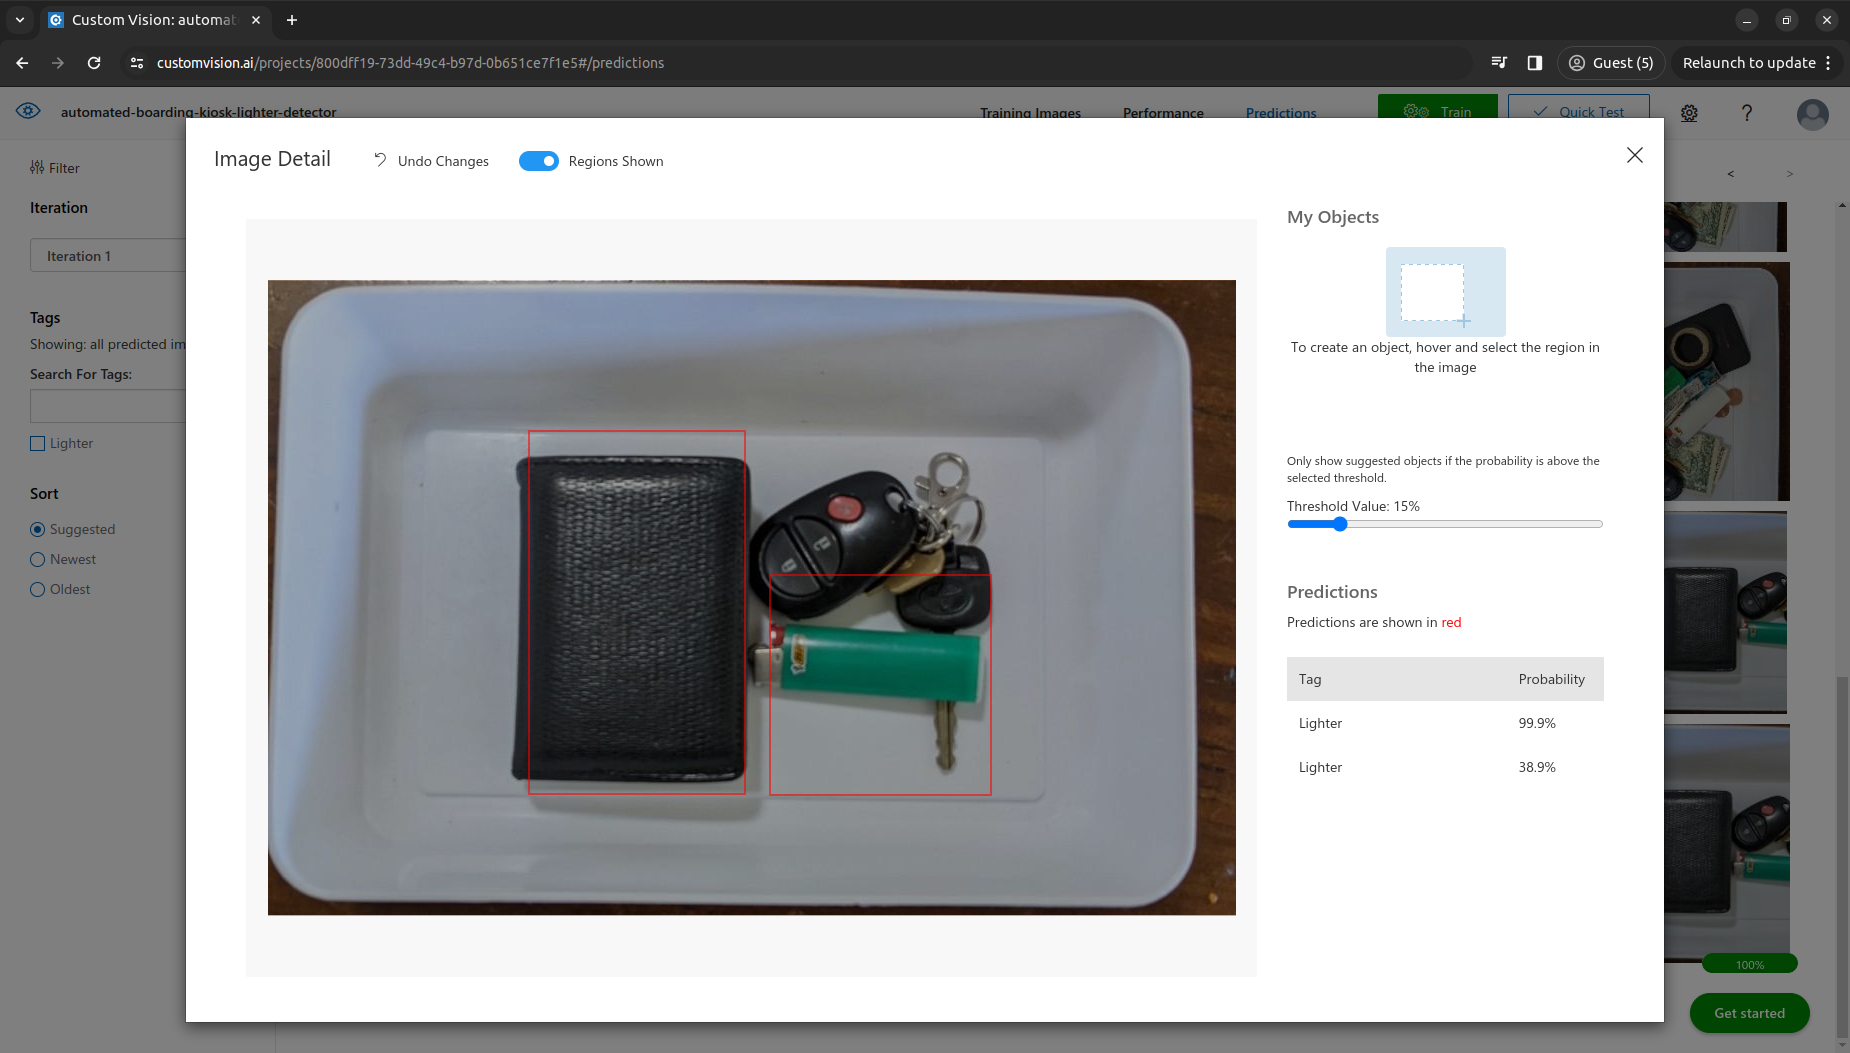 Custom Vision: automat
customvision.ai/projects/800dff19-73dd-49c4-b97d-0b651ce7f1e5#/predictions
Guest (5)
Relaunch to update
automated-boarding-kiosk-lighter-detector
Training Images
Performance
Predictions
Train
Quick Test
?
Filter
Iteration
Iteration 1
Tags
Showing: all predicted im
Search For Tags:
Lighter
Sort
Suggested
Newest
Oldest
Image Detail
Undo Changes
Regions Shown
My Objects
To create an object, hover and select the region in
the image
Only show suggested objects if the probability is above the
selected threshold.
Threshold Value: 15%
Predictions
Predictions are shown in red
Tag Probability
Lighter 99.9%
Lighter 38.9%
< >
100%
Get started